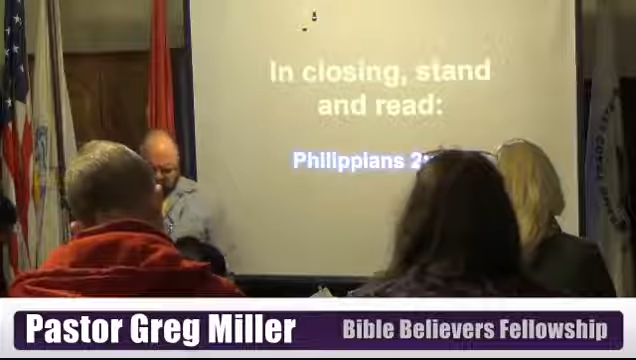 In closing, stand
and read:
Philippians 2:
Pastor Greg Miller
Bible Believers Fellowship